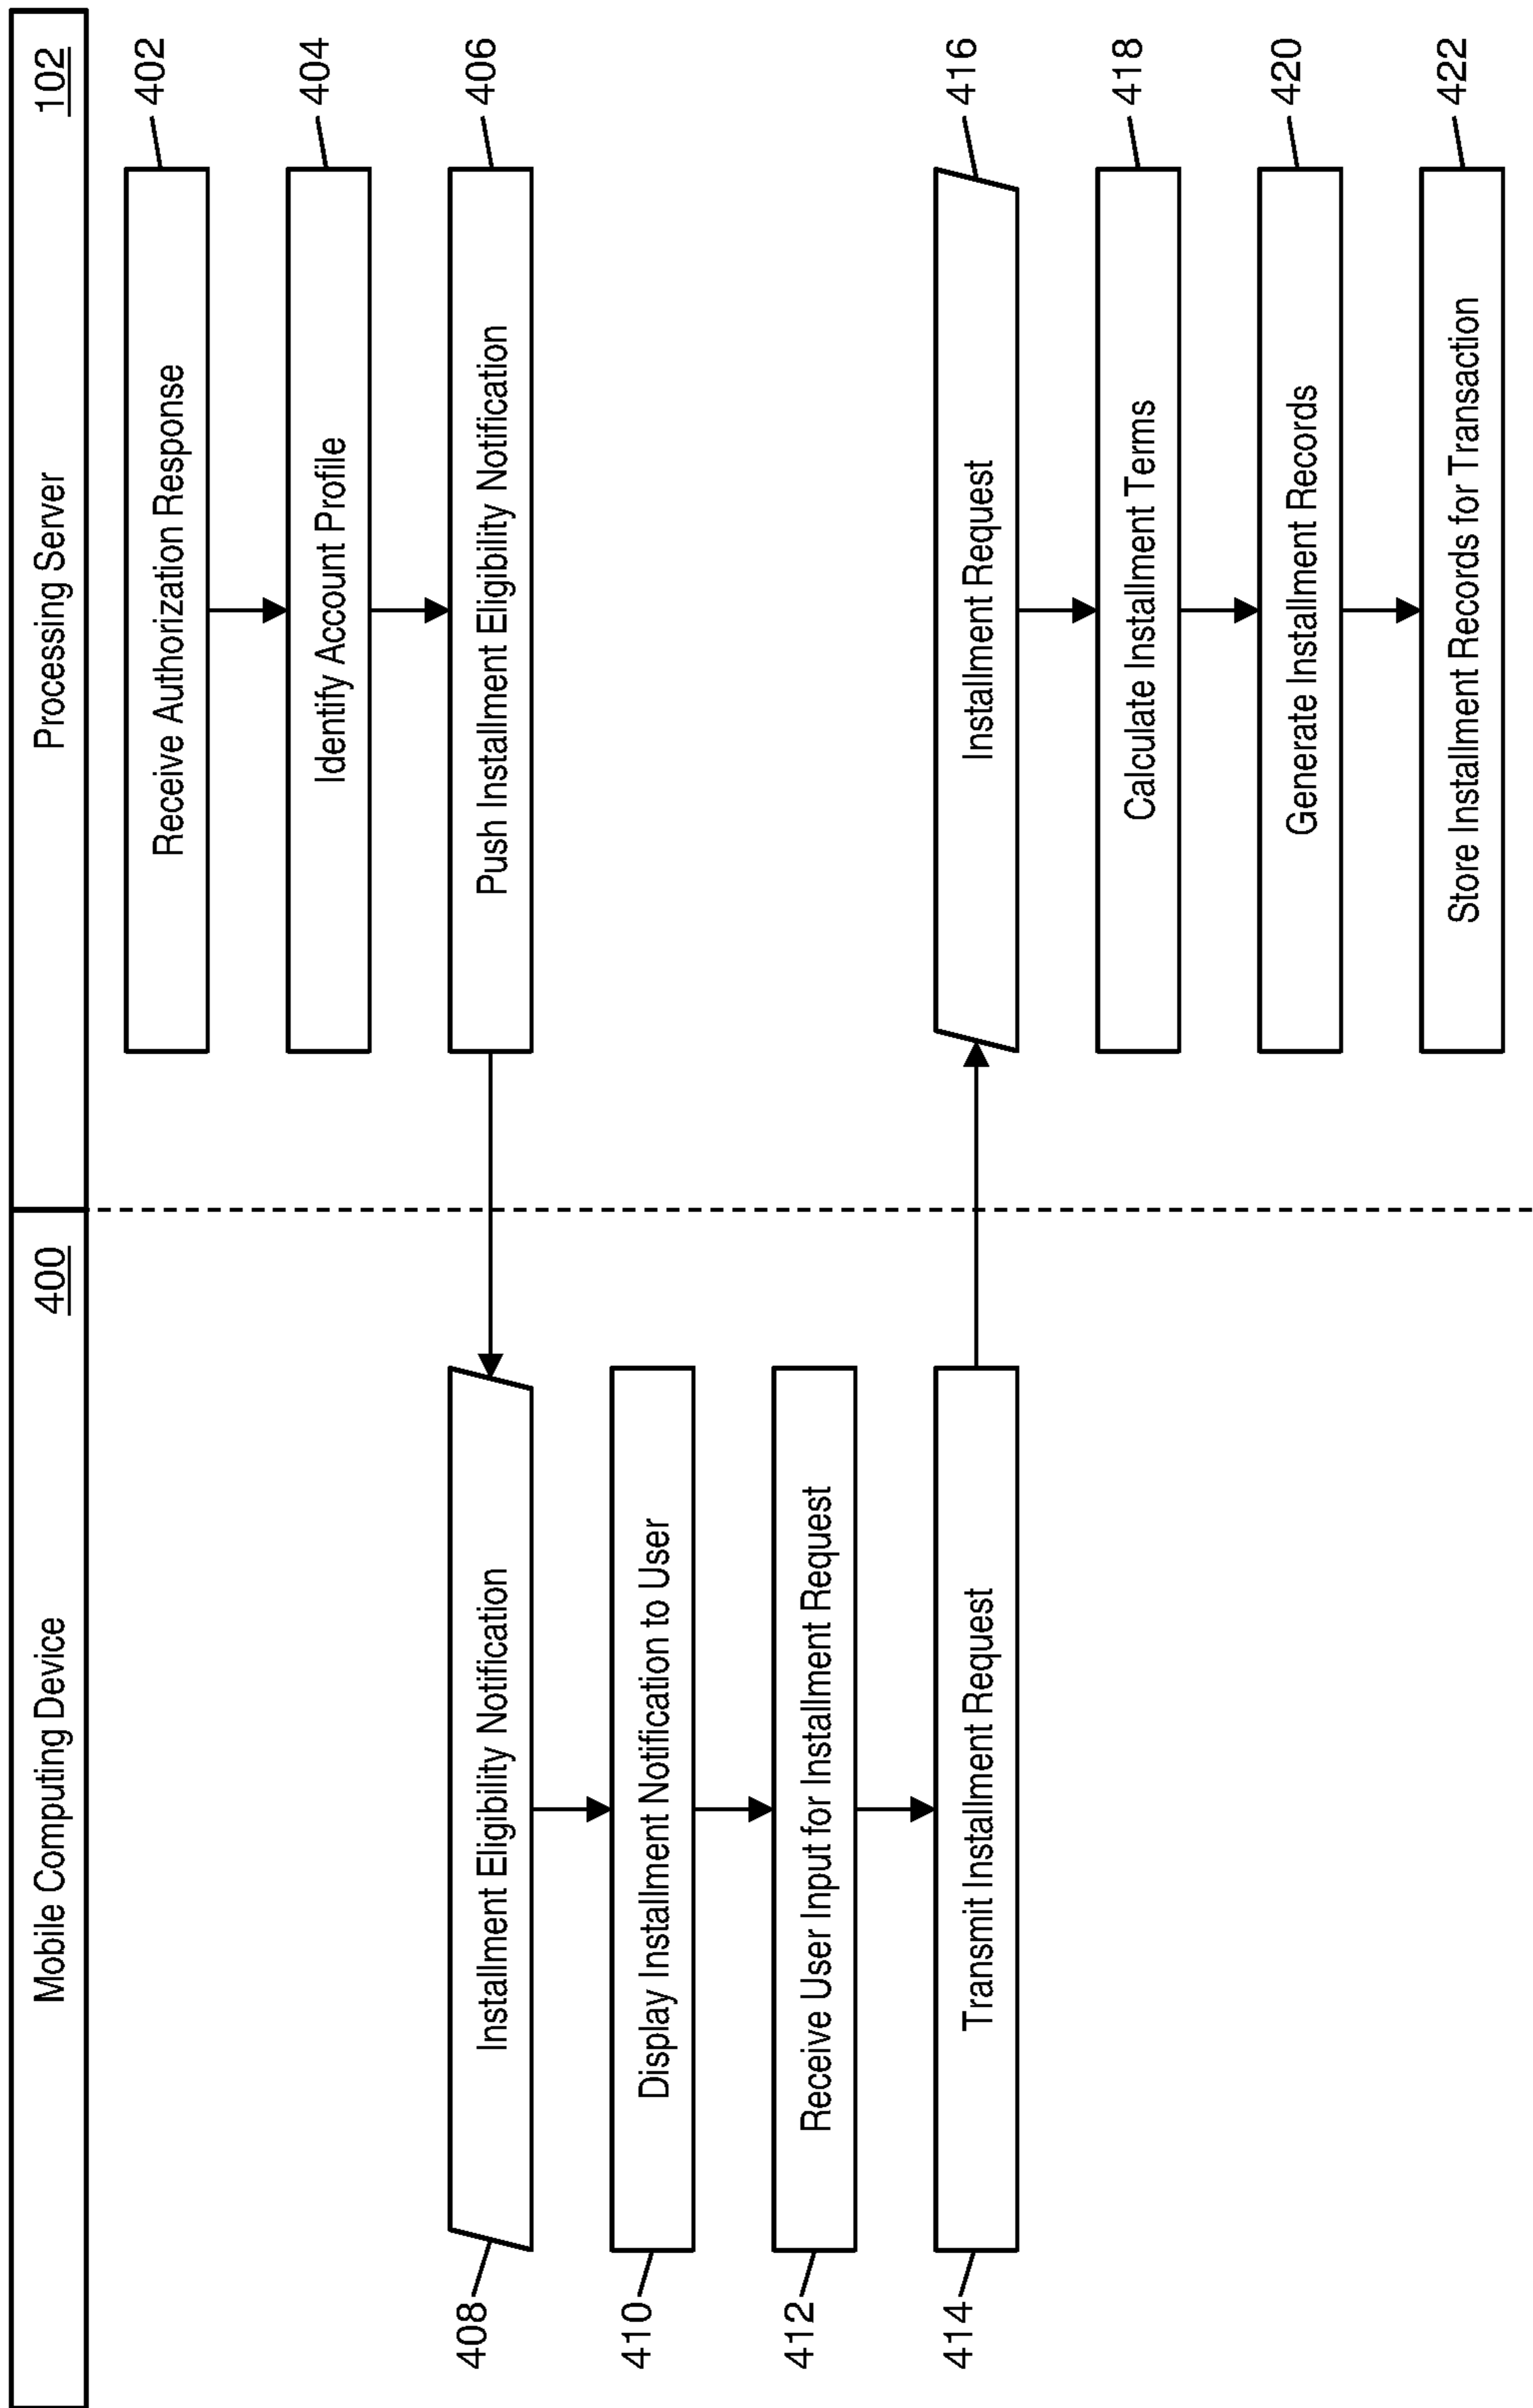 Mobile Computing Device
400
Processing Server
102
Receive Authorization Response
402
Identify Account Profile
404
Push Installment Eligibility Notification
406
408
Installment Eligibility Notification
410
Display Installment Notification to User
412
Receive User Input for Installment Request
414
Transmit Installment Request
Installment Request
416
Calculate Installment Terms
418
Generate Installment Records
420
Store Installment Records for Transaction
422